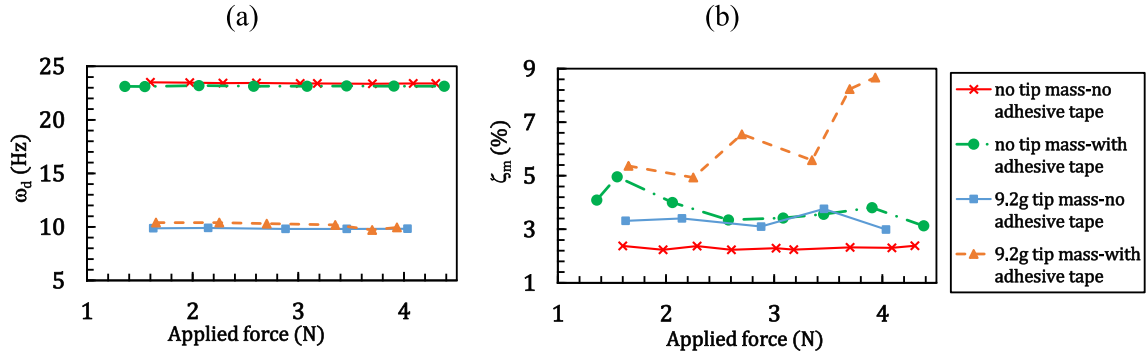 (a)
(b)
25
20
15
10
5
1
2
3
4
ω_d (Hz)
Applied force (N)
9
7
5
3
1
1
2
3
4
ζ_m (%)
Applied force (N)
no tip mass-no
adhesive tape
no tip mass-with
adhesive tape
9.2g tip mass-no
adhesive tape
9.2g tip mass-with
adhesive tape